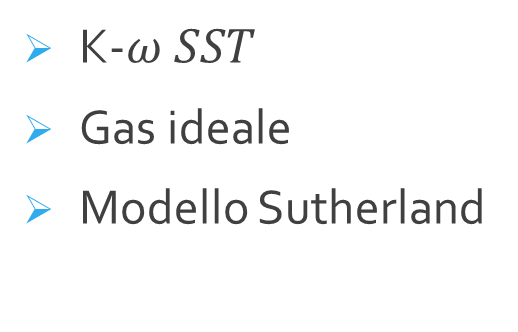 K-ω SST
Gas ideale
Modello Sutherland